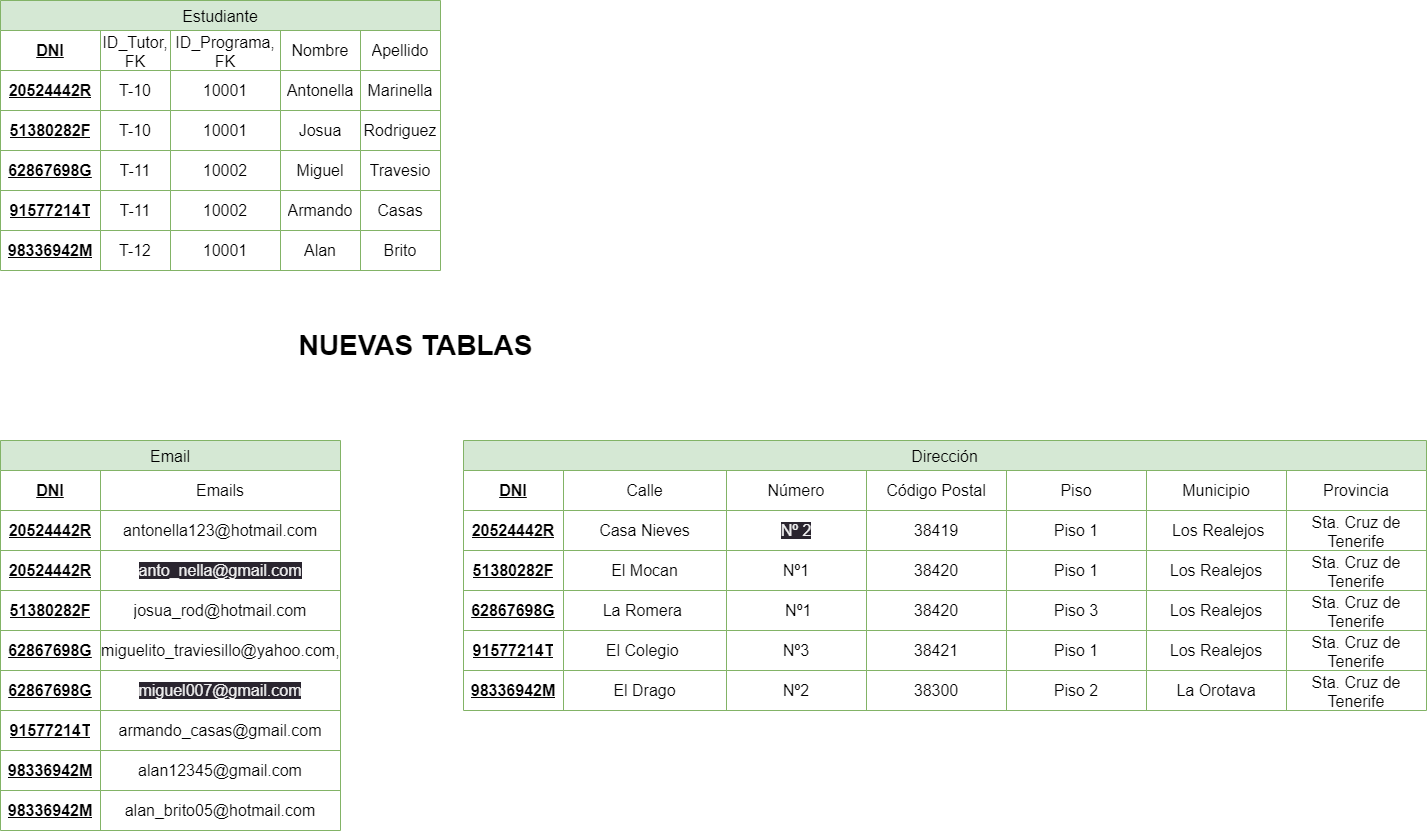 Estudiante
DNI ID_Tutor, FK ID_Programa, FK Nombre Apellido
20524442R T-10 10001 Antonella Marinella
51380282F T-10 10001 Josua Rodriguez
62867698G T-11 10002 Miguel Travesio
91577214T T-11 10002 Armando Casas
98336942M T-12 10001 Alan Brito
NUEVAS TABLAS
Email
DNI Emails
20524442R antonella123@hotmail.com
20524442R anto_nella@gmail.com
51380282F josua_rod@hotmail.com
62867698G miguelito_traviesillo@yahoo.com,
62867698G miguel007@gmail.com
91577214T armando_casas@gmail.com
98336942M alan12345@gmail.com
98336942M alan_brito05@hotmail.com
Dirección
DNI Calle Número Código Postal Piso Municipio Provincia
20524442R Casa Nieves Nº 2 38419 Piso 1 Los Realejos Sta. Cruz de Tenerife
51380282F El Mocan Nº1 38420 Piso 1 Los Realejos Sta. Cruz de Tenerife
62867698G La Romera Nº1 38420 Piso 3 Los Realejos Sta. Cruz de Tenerife
91577214T El Colegio Nº3 38421 Piso 1 Los Realejos Sta. Cruz de Tenerife
98336942M El Drago Nº2 38300 Piso 2 La Orotava Sta. Cruz de Tenerife